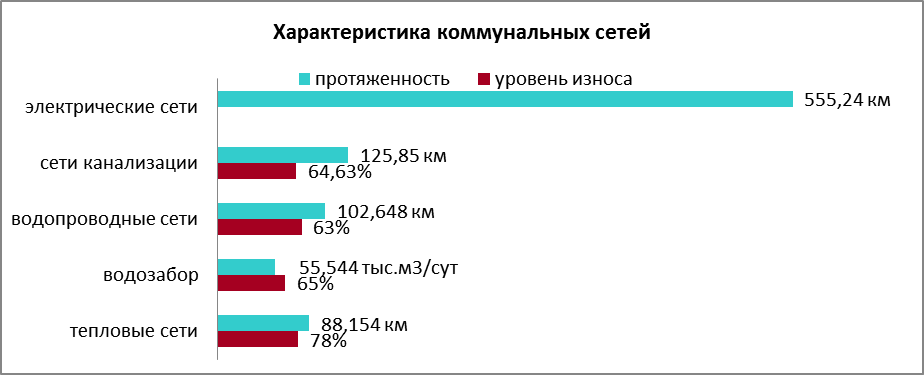 Характеристика коммунальных сетей
протяженность уровень износа
электрические сети 555,24 км
сети канализации 125,85 км
64,63%
водопроводные сети 102,648 км
63%
водозабор 55,544 тыс.м3/сут
65%
тепловые сети 88,154 км
78%